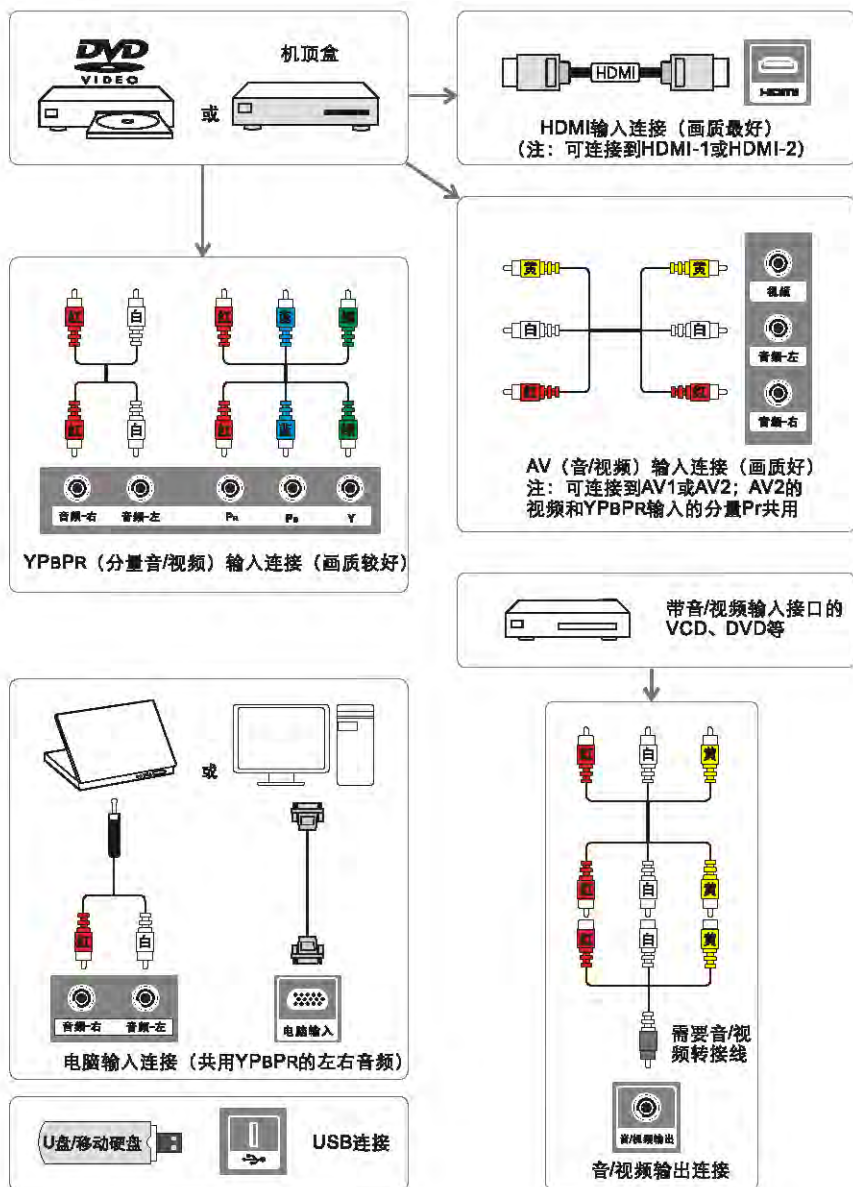 DVD
VIDEO
机顶盒
或
HDMI
HDMI输入连接（画质最好）
（注：可连接到HDMI-1或HDMI-2）
红
白
红
蓝
绿
红
白
红
蓝
绿
音频-右
音频-左
PR
PB
Y
YPBPR（分量音/视频）输入连接（画质较好）
黄
黄
视频
白
白
音频-左
红
红
音频-右
AV（音/视频）输入连接（画质好）
注：可连接到AV1或AV2；AV2的
视频和YPBPR输入的分量Pr共用
带音/视频输入接口的
VCD、DVD等
或
红
白
音频-右
音频-左
电脑输入
电脑输入连接（共用YPBPR的左右音频）
红
白
黄
红
白
黄
红
白
黄
需要音/视
频转接线
音/视频输出
音/视频输出连接
U盘/移动硬盘
USB连接